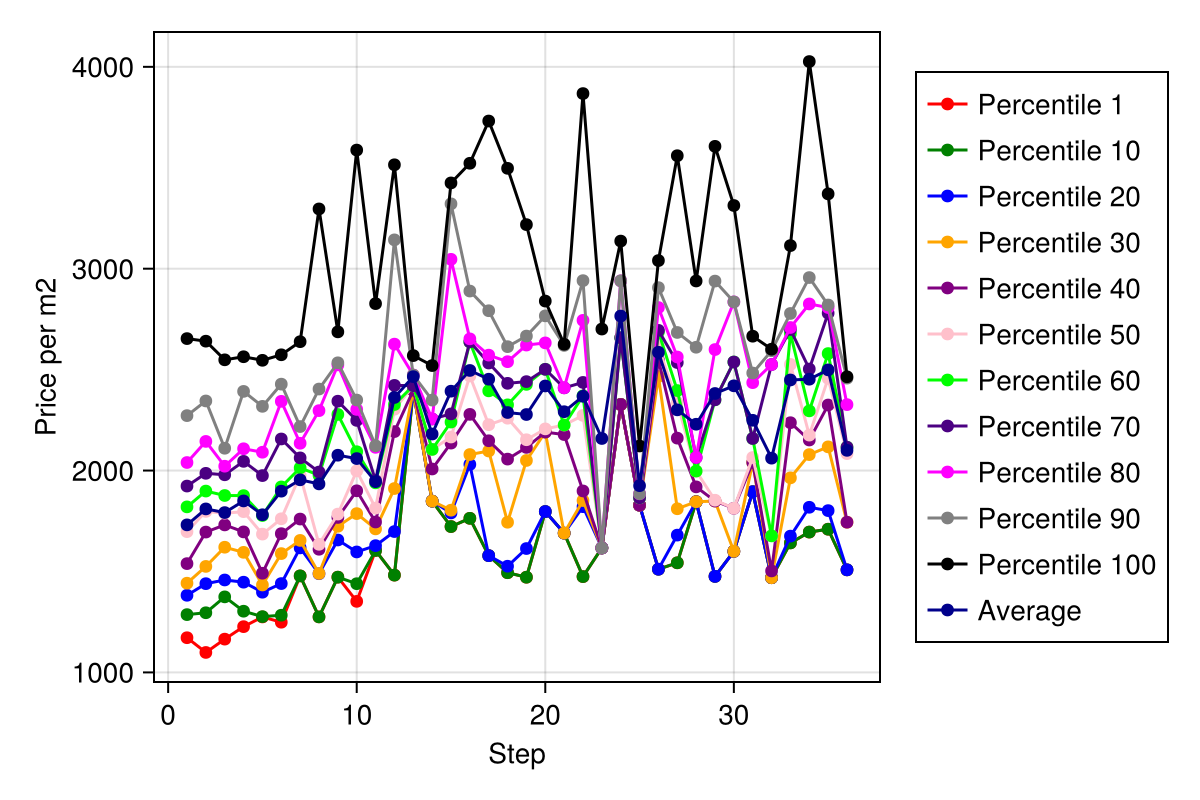 4000
3000
2000
1000
Price per m2
0 10 20 30
Step
Percentile 1
Percentile 10
Percentile 20
Percentile 30
Percentile 40
Percentile 50
Percentile 60
Percentile 70
Percentile 80
Percentile 90
Percentile 100
Average